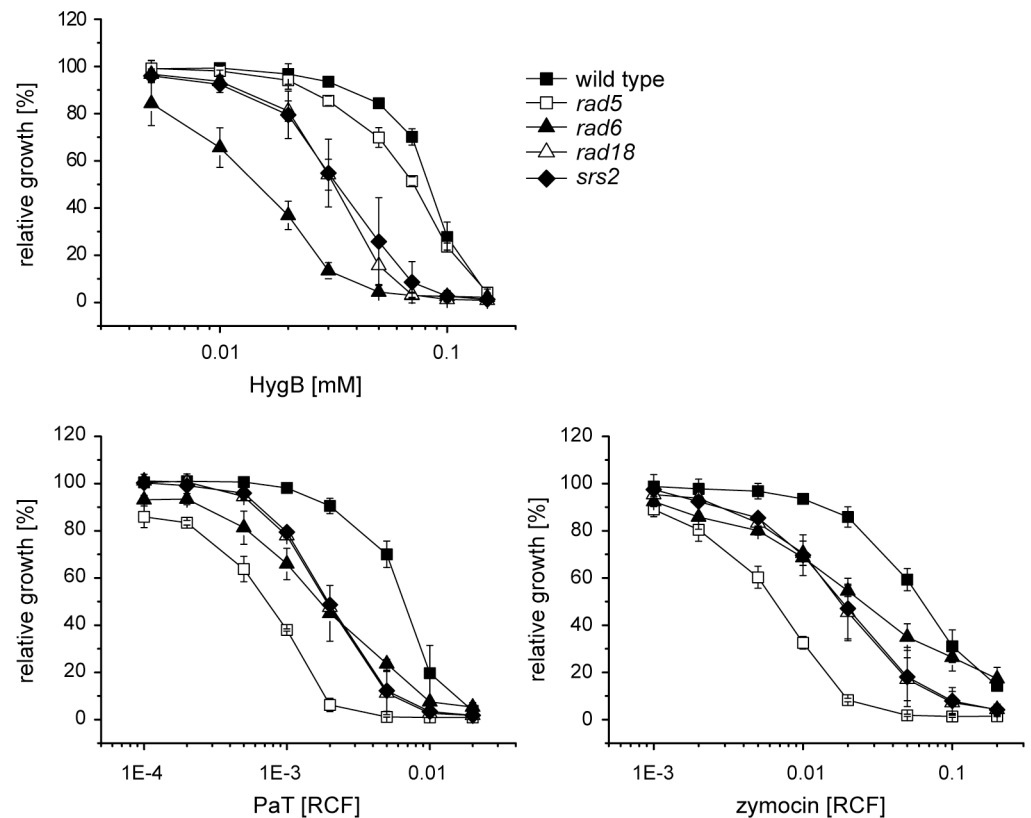 120
100
80
60
40
20
0
relative growth [%]
0.01
0.1
HygB [mM]
wild type
rad5
rad6
rad18
srs2
120
100
80
60
40
20
0
relative growth [%]
1E-4
1E-3
0.01
PaT [RCF]
120
100
80
60
40
20
0
relative growth [%]
1E-3
0.01
0.1
zymocin [RCF]